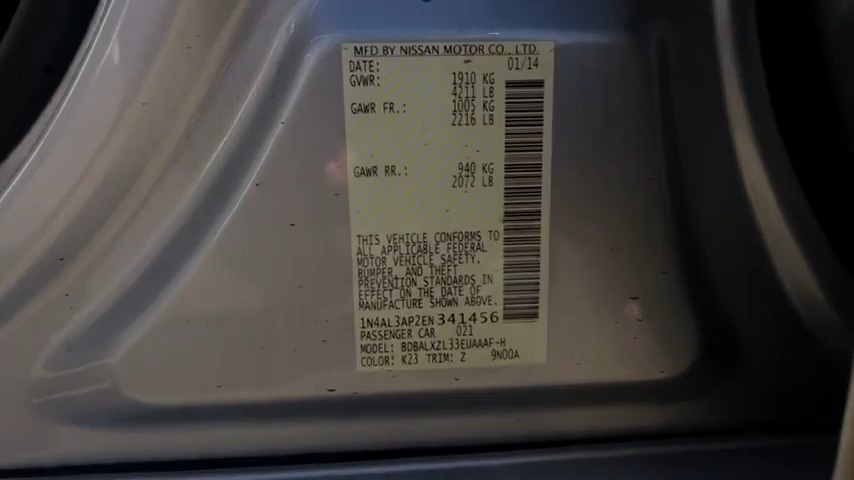 MFD BY NISSAN MOTOR CO., LTD.
DATE: 01/14
GVWR: 1910 KG
4211 LB
GAWR FR.: 1005 KG
2216 LB
GAWR RR.: 940 KG
2072 LB
THIS VEHICLE CONFORMS TO
ALL APPLICABLE FEDERAL
MOTOR VEHICLE SAFETY,
BUMPER, AND THEFT
PREVENTION STANDARDS IN
EFFECT ON THE DATE OF
MANUFACTURE SHOWN ABOVE.
1N4AL3AP2EN341456
PASSENGER CAR 021
MODEL: BDBALXZL33EUAAAF-H
COLOR: K23 TRIM: Z 9N00A